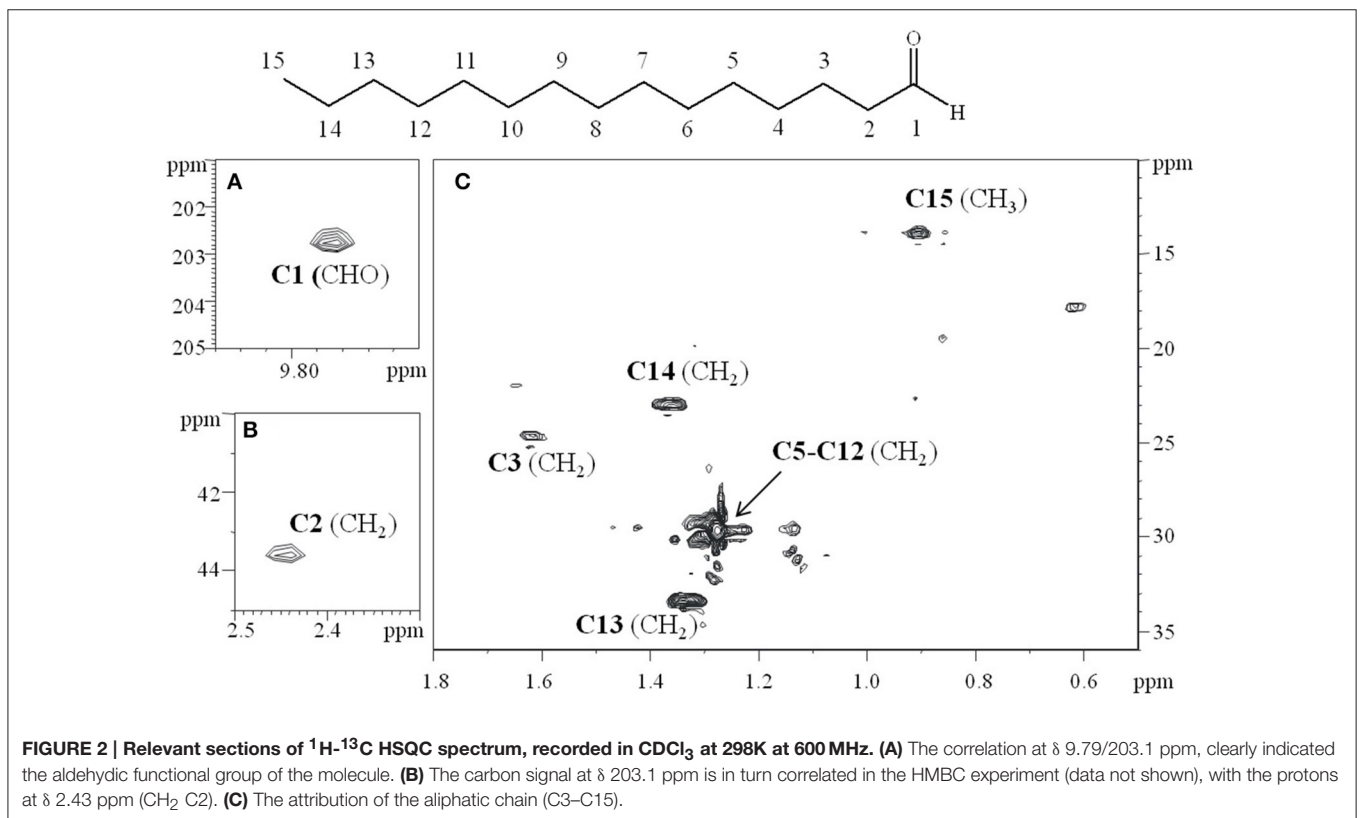 O
15 13 11 9 7 5 3
H
14 12 10 8 6 4 2 1
ppm
A
202
203
C1 (CHO)
204
205
9.80 ppm
ppm
B
42
C2 (CH₂)
44
2.5 2.4 ppm
C
ppm
C15 (CH₃)
15
20
C14 (CH₂)
25
C3 (CH₂)
C5-C12 (CH₂)
30
C13 (CH₂)
35
1.8 1.6 1.4 1.2 1.0 0.8 0.6 ppm
FIGURE 2 | Relevant sections of ¹H-¹³C HSQC spectrum, recorded in CDCl₃ at 298K at 600 MHz. (A) The correlation at δ 9.79/203.1 ppm, clearly indicated
the aldehydic functional group of the molecule. (B) The carbon signal at δ 203.1 ppm is in turn correlated in the HMBC experiment (data not shown), with the protons
at δ 2.43 ppm (CH₂ C2). (C) The attribution of the aliphatic chain (C3–C15).